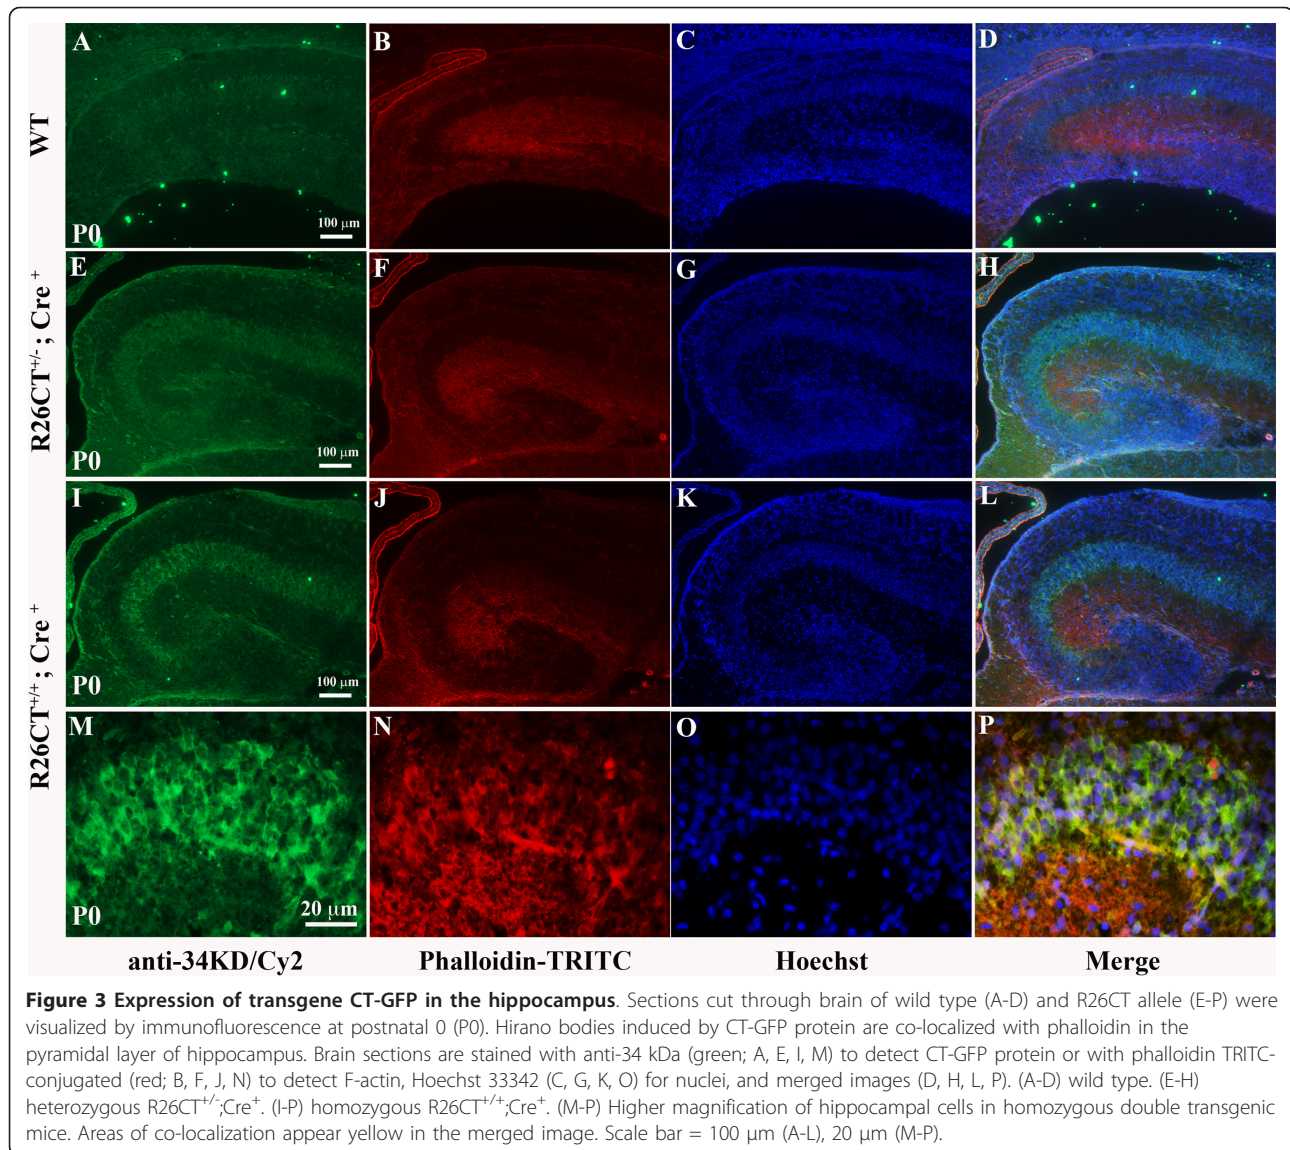 A B C D
WT
P0
100 µm
E F G H
R26CT+/-; Cre+
P0
100 µm
I J K L
R26CT+/+; Cre+
P0
100 µm
M N O P
P0
20 µm
anti-34KD/Cy2 Phalloidin-TRITC Hoechst Merge
Figure 3 Expression of transgene CT-GFP in the hippocampus. Sections cut through brain of wild type (A-D) and R26CT allele (E-P) were
visualized by immunofluorescence at postnatal 0 (P0). Hirano bodies induced by CT-GFP protein are co-localized with phalloidin in the
pyramidal layer of hippocampus. Brain sections are stained with anti-34 kDa (green; A, E, I, M) to detect CT-GFP protein or with phalloidin TRITC-
conjugated (red; B, F, J, N) to detect F-actin, Hoechst 33342 (C, G, K, O) for nuclei, and merged images (D, H, L, P). (A-D) wild type. (E-H)
heterozygous R26CT+/-;Cre+. (I-P) homozygous R26CT+/+;Cre+. (M-P) Higher magnification of hippocampal cells in homozygous double transgenic
mice. Areas of co-localization appear yellow in the merged image. Scale bar = 100 µm (A-L), 20 µm (M-P).